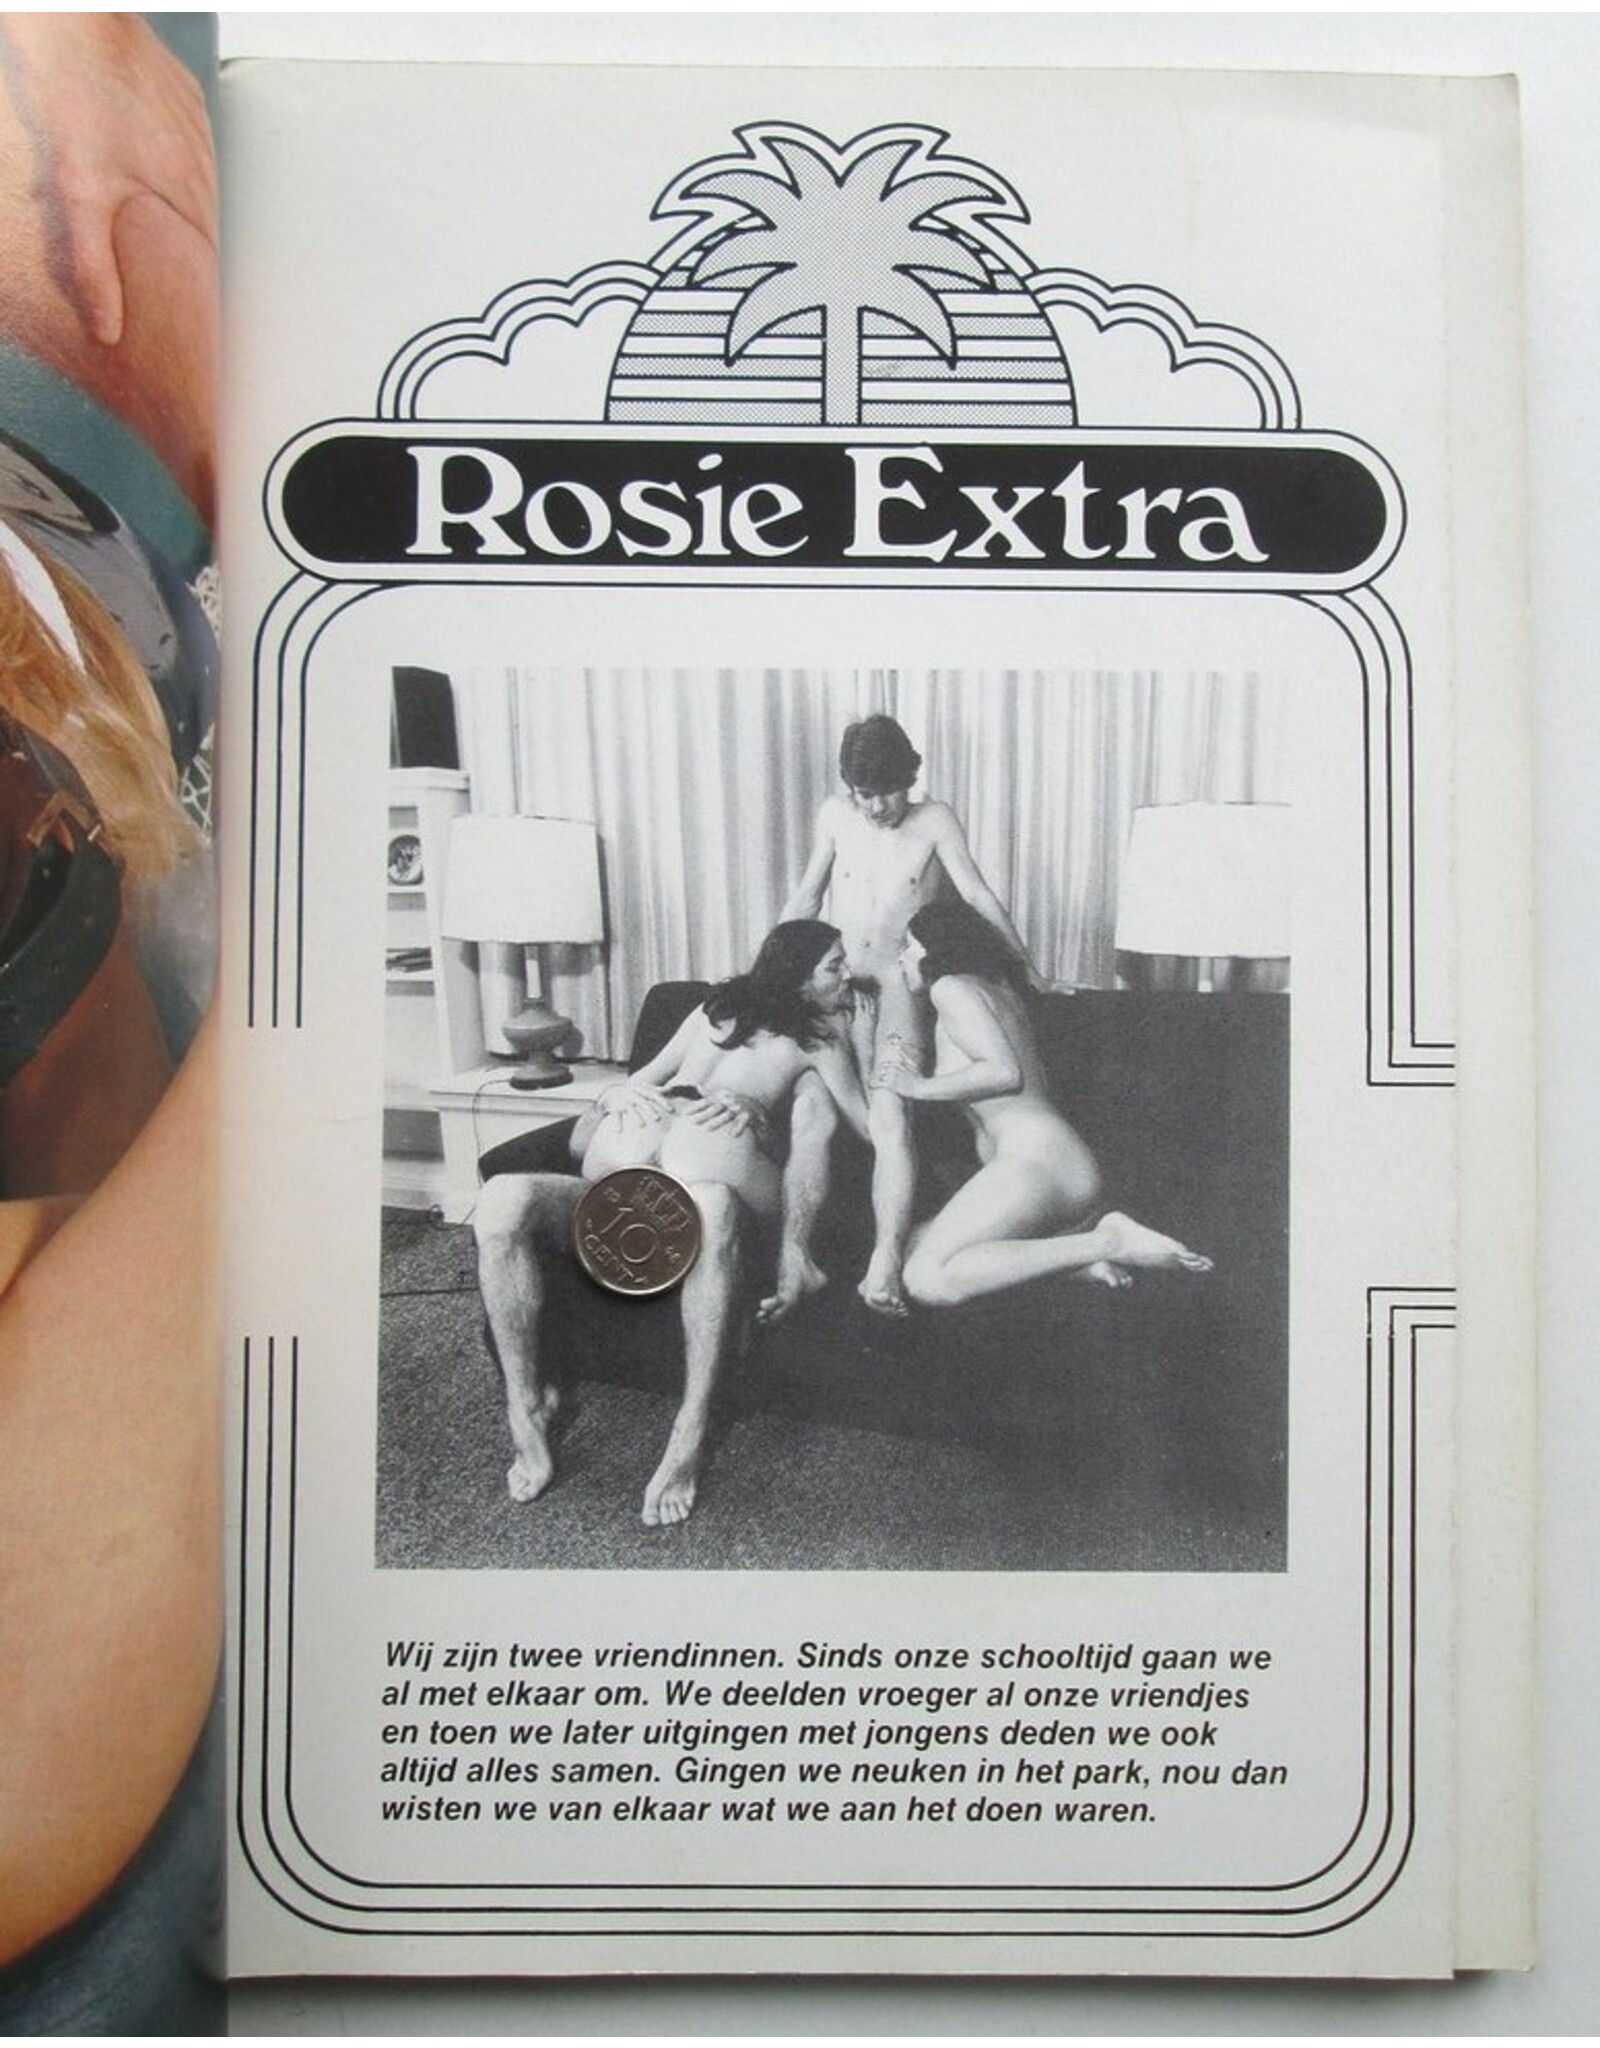 Rosie Extra
10
CENT
Wij zijn twee vriendinnen. Sinds onze schooltijd gaan we
al met elkaar om. We deelden vroeger al onze vriendjes
en toen we later uitgingen met jongens deden we ook
altijd alles samen. Gingen we neuken in het park, nou dan
wisten we van elkaar wat we aan het doen waren.